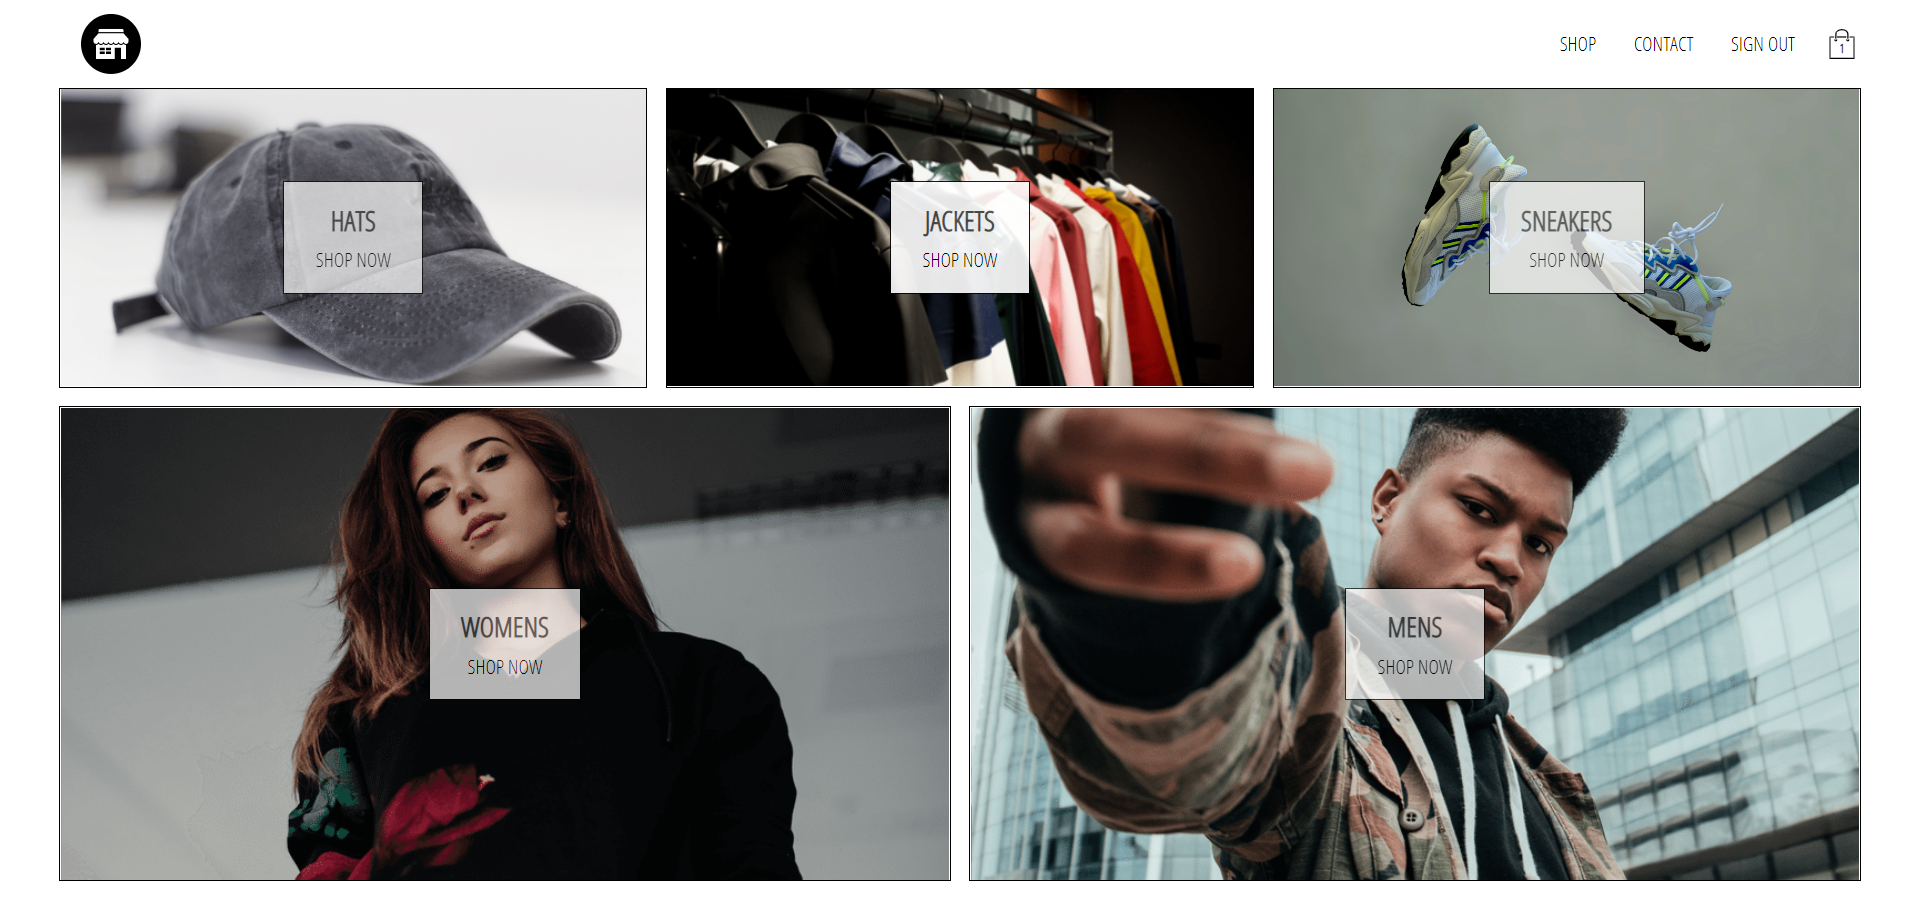 SHOP
CONTACT
SIGN OUT
1
HATS
SHOP NOW
JACKETS
SHOP NOW
SNEAKERS
SHOP NOW
WOMENS
SHOP NOW
MENS
SHOP NOW